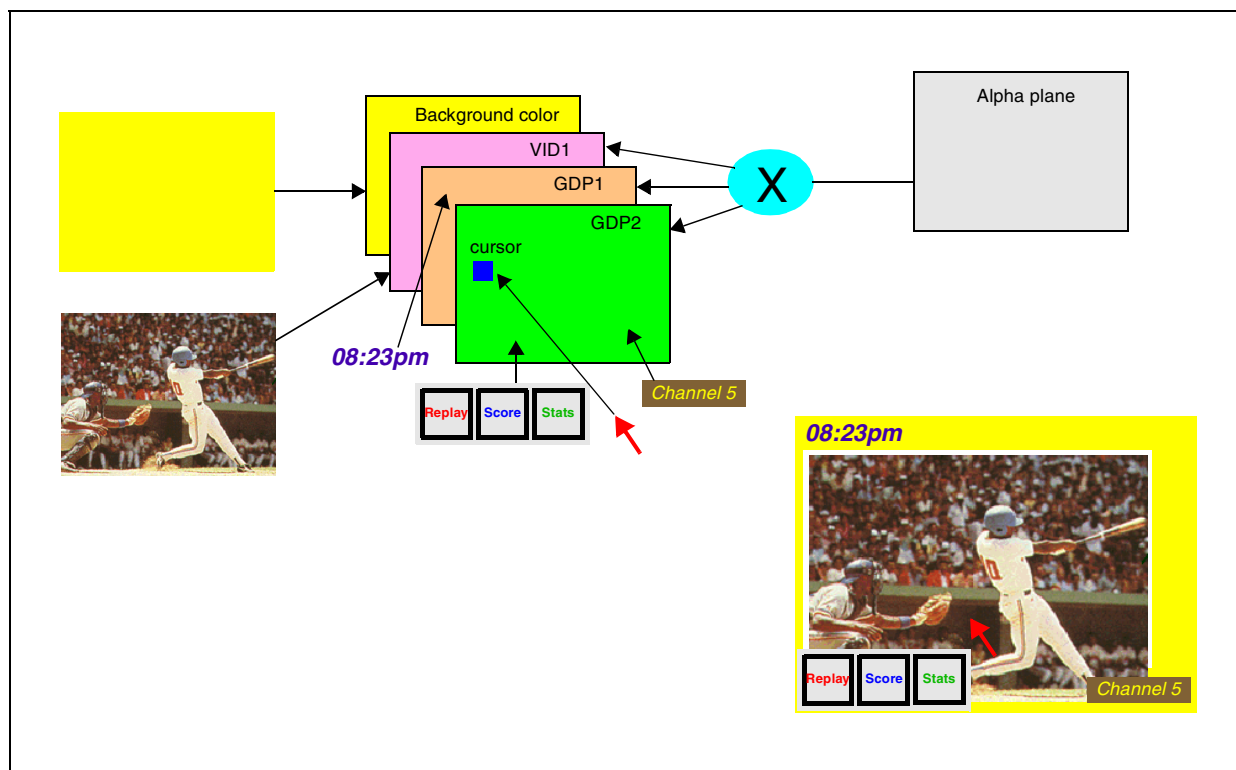 Background color
Alpha plane
VID1
GDP1
X
GDP2
cursor
08:23pm
Channel 5
Replay Score Stats
08:23pm
Replay Score Stats
Channel 5